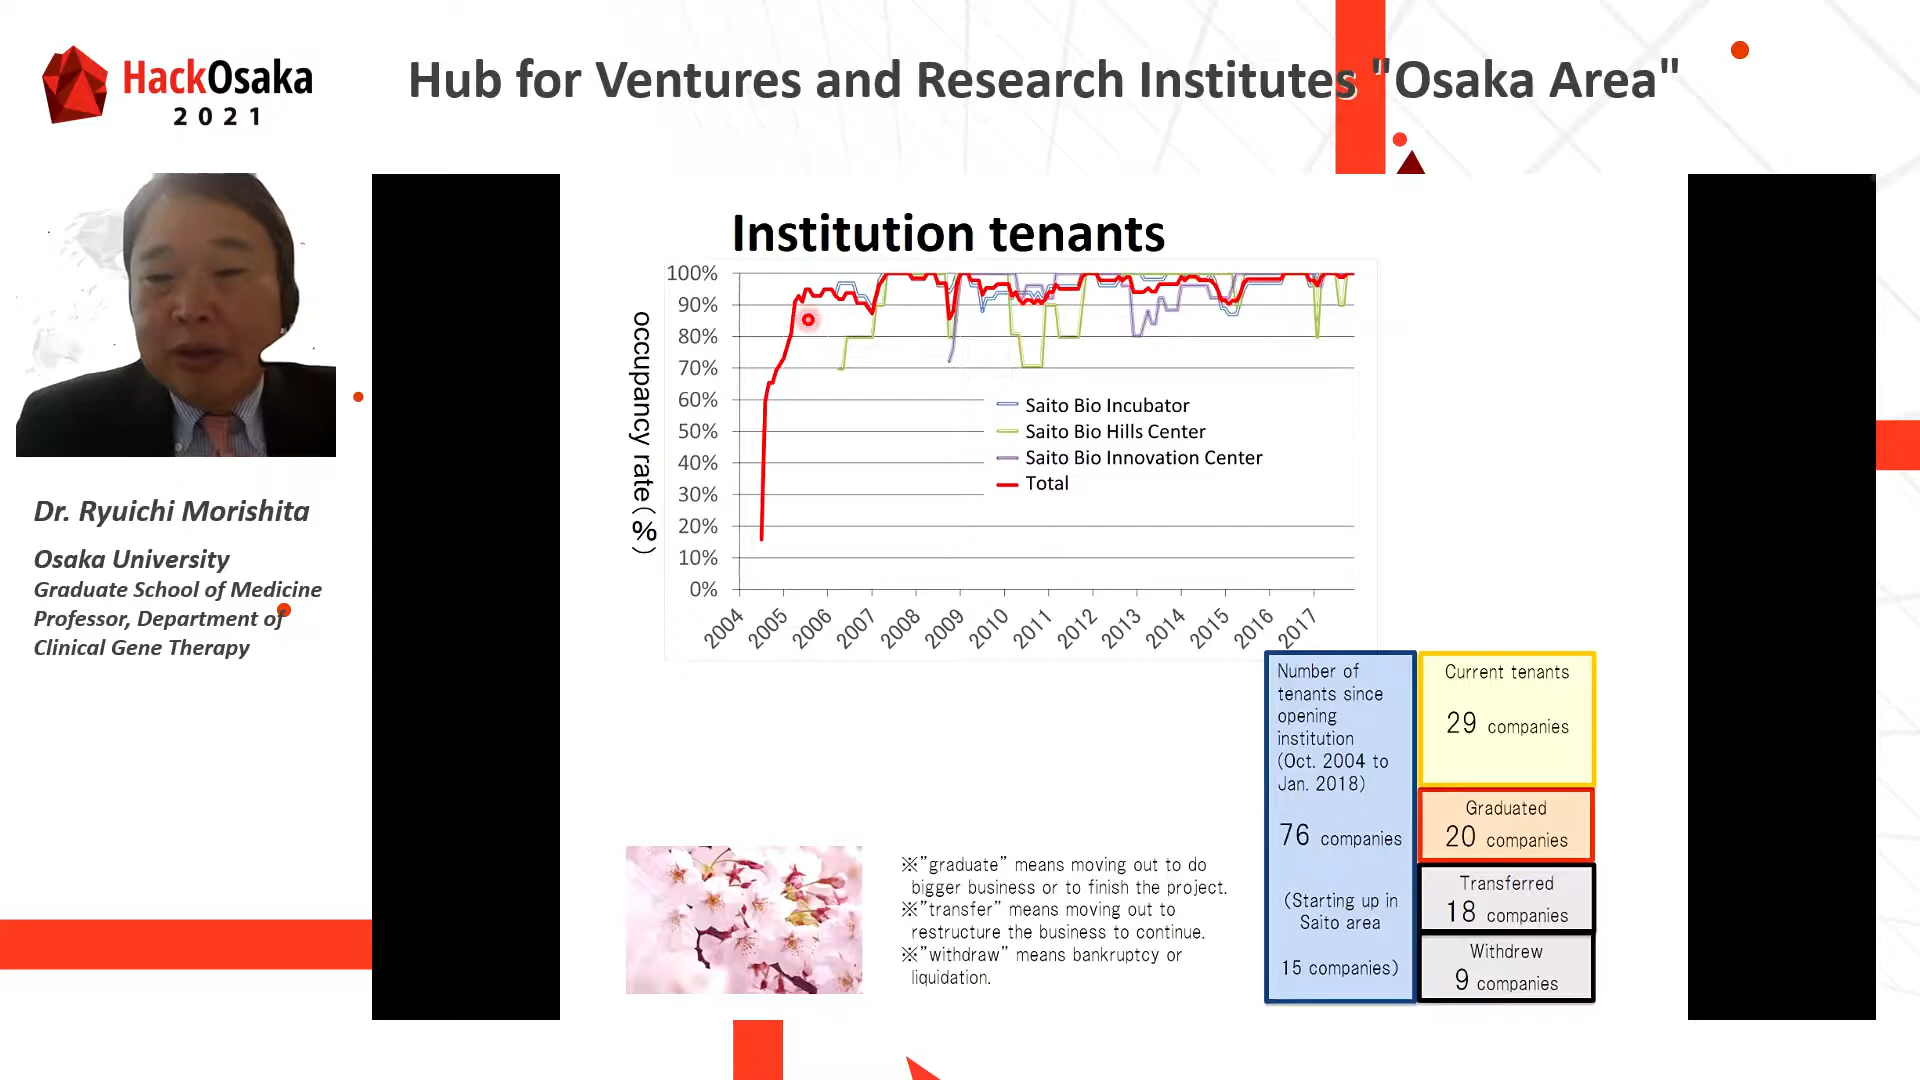 HackOsaka
2021
Hub for Ventures and Research Institutes "Osaka Area"
Dr. Ryuichi Morishita
Osaka University
Graduate School of Medicine
Professor, Department of
Clinical Gene Therapy
Institution tenants
occupancy rate(%)
100%
90%
80%
70%
60%
50%
40%
30%
20%
10%
0%
2004
2005
2006
2007
2008
2009
2010
2011
2012
2013
2014
2015
2016
2017
Saito Bio Incubator
Saito Bio Hills Center
Saito Bio Innovation Center
Total
Number of
tenants since
opening
institution
(Oct. 2004 to
Jan. 2018)
76 companies
(Starting up in
Saito area
15 companies)
Current tenants
29 companies
Graduated
20 companies
Transferred
18 companies
Withdrew
9 companies
※"graduate" means moving out to do
bigger business or to finish the project.
※"transfer" means moving out to
restructure the business to continue.
※"withdraw" means bankruptcy or
liquidation.